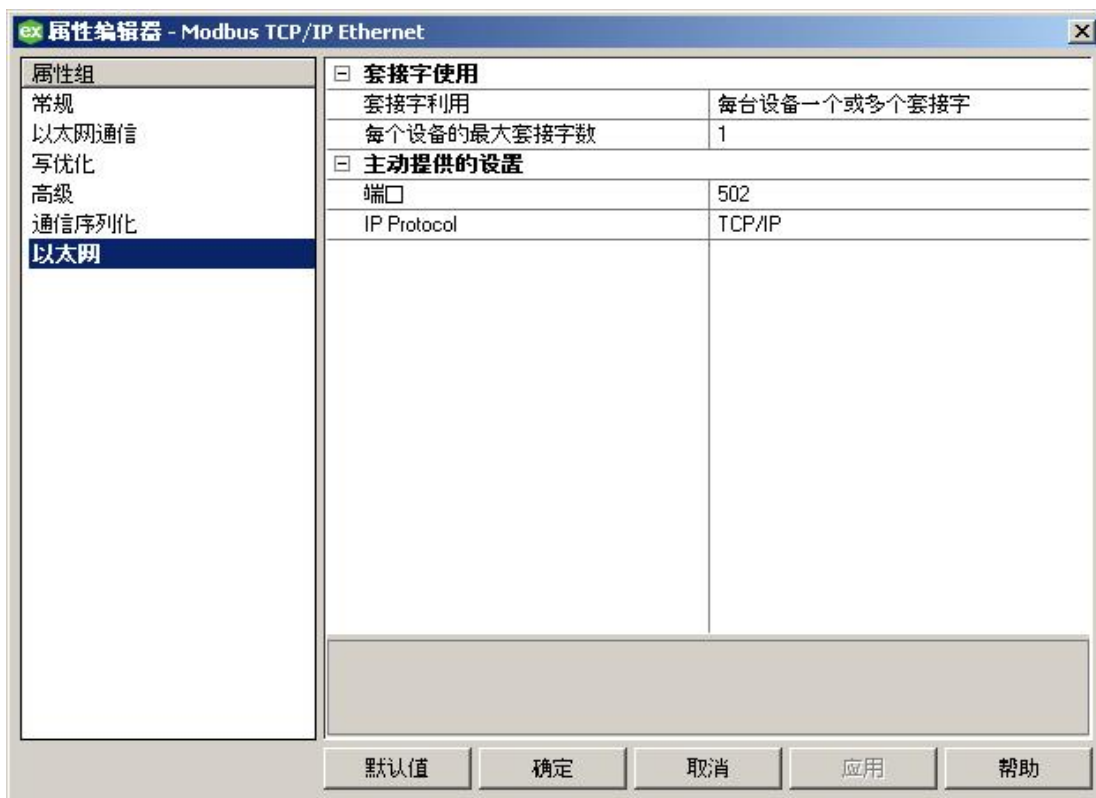 ex 属性编辑器 - Modbus TCP/IP Ethernet
属性组
常规
以太网通信
写优化
高级
通信序列化
以太网
套接字使用
套接字利用 每台设备一个或多个套接字
每个设备的最大套接字数 1
主动提供的设置
端口 502
IP Protocol TCP/IP
默认值 确定 取消 应用 帮助